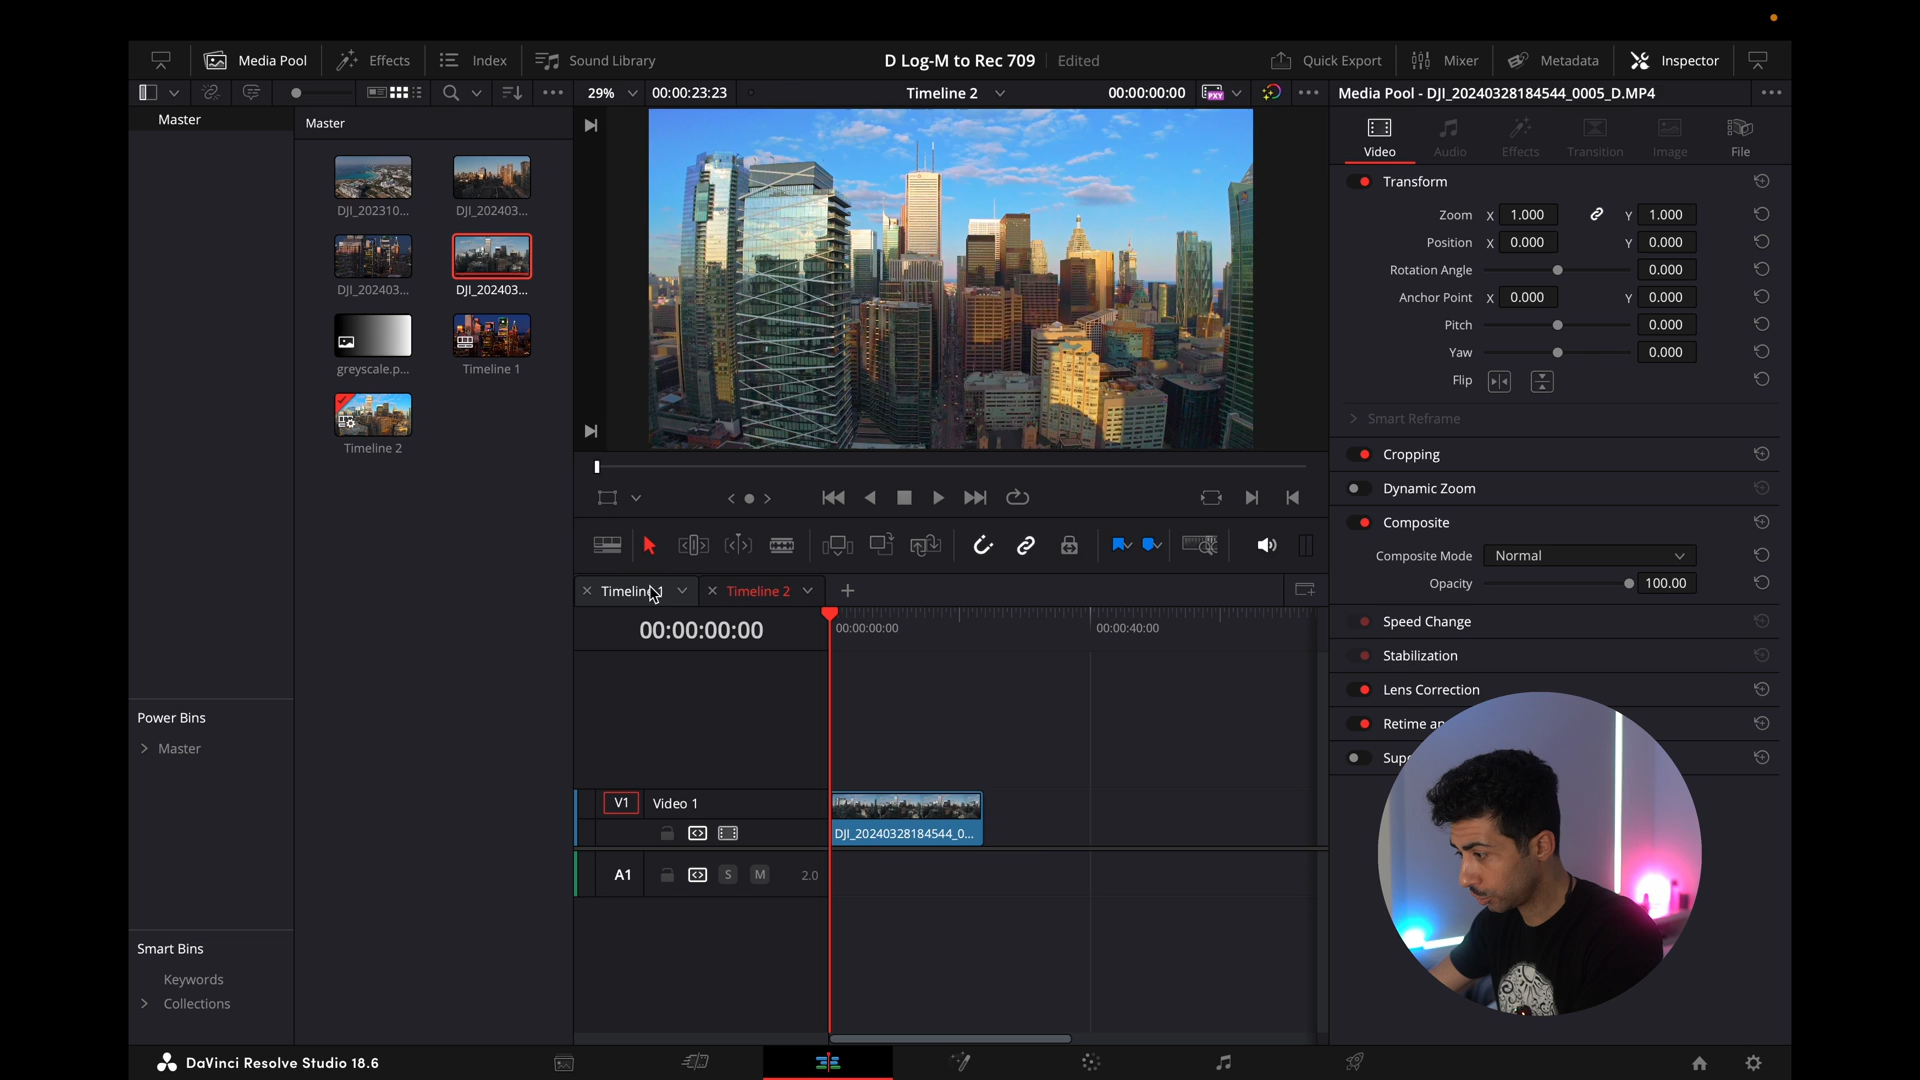 Media Pool
Effects
Index
Sound Library
D Log-M to Rec 709
Edited
Quick Export
Mixer
Metadata
Inspector
29%
00:00:23:23
Timeline 2
00:00:00:00
PXY
Media Pool - DJI_20240328184544_0005_D.MP4
Master
Master
DJI_202310...
DJI_202403...
DJI_202403...
DJI_202403...
greyscale.p...
Timeline 1
Timeline 2
Power Bins
Master
Smart Bins
Keywords
Collections
Timeline 1
Timeline 2
00:00:00:00
00:00:00:00
00:00:40:00
V1
Video 1
DJI_20240328184544_0...
A1
S
M
2.0
Video
Audio
Effects
Transition
Image
File
Transform
Zoom X 1.000 Y 1.000
Position X 0.000 Y 0.000
Rotation Angle 0.000
Anchor Point X 0.000 Y 0.000
Pitch 0.000
Yaw 0.000
Flip
Smart Reframe
Cropping
Dynamic Zoom
Composite
Composite Mode Normal
Opacity 100.00
Speed Change
Stabilization
Lens Correction
Retime
DaVinci Resolve Studio 18.6